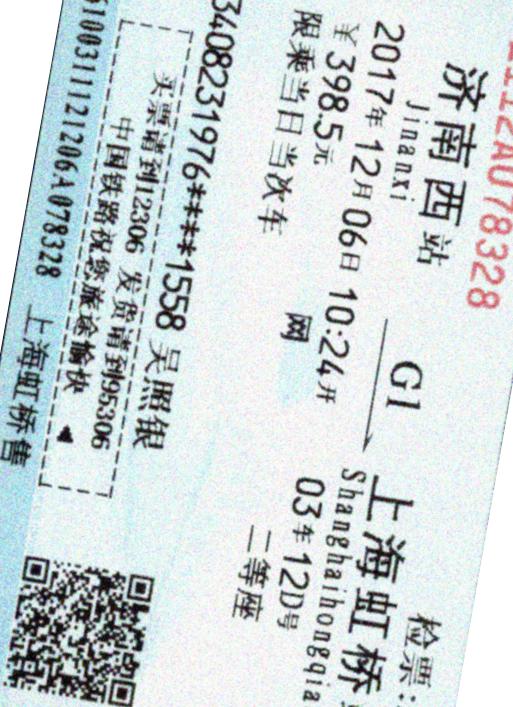 1112A078328
检票:
济南西站
G1
上海虹桥
Jinanxi
Shanghaihongqia
2017年12月06日10:24开
03车12D号
￥398.5元
网
二等座
限乘当日当次车
3408231976****1558 吴照银
买票请到12306 发货请到95306
中国铁路祝您旅途愉快
6100311121206A078328 上海虹桥售